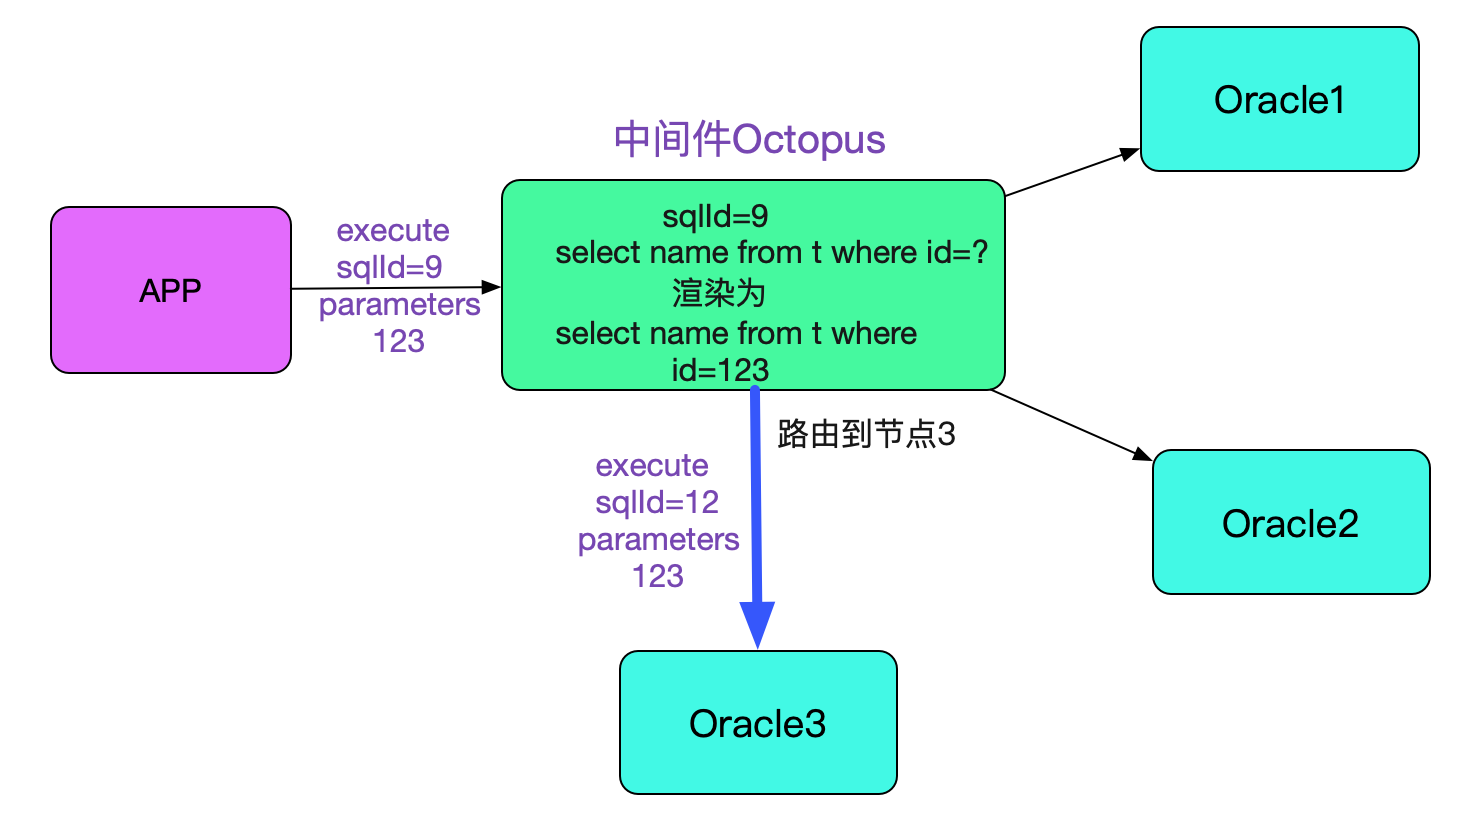 Oracle1
中间件Octopus
APP
execute
sqlId=9
parameters
123
sqlId=9
select name from t where id=?
渲染为
select name from t where
id=123
路由到节点3
execute
sqlId=12
parameters
123
Oracle2
Oracle3